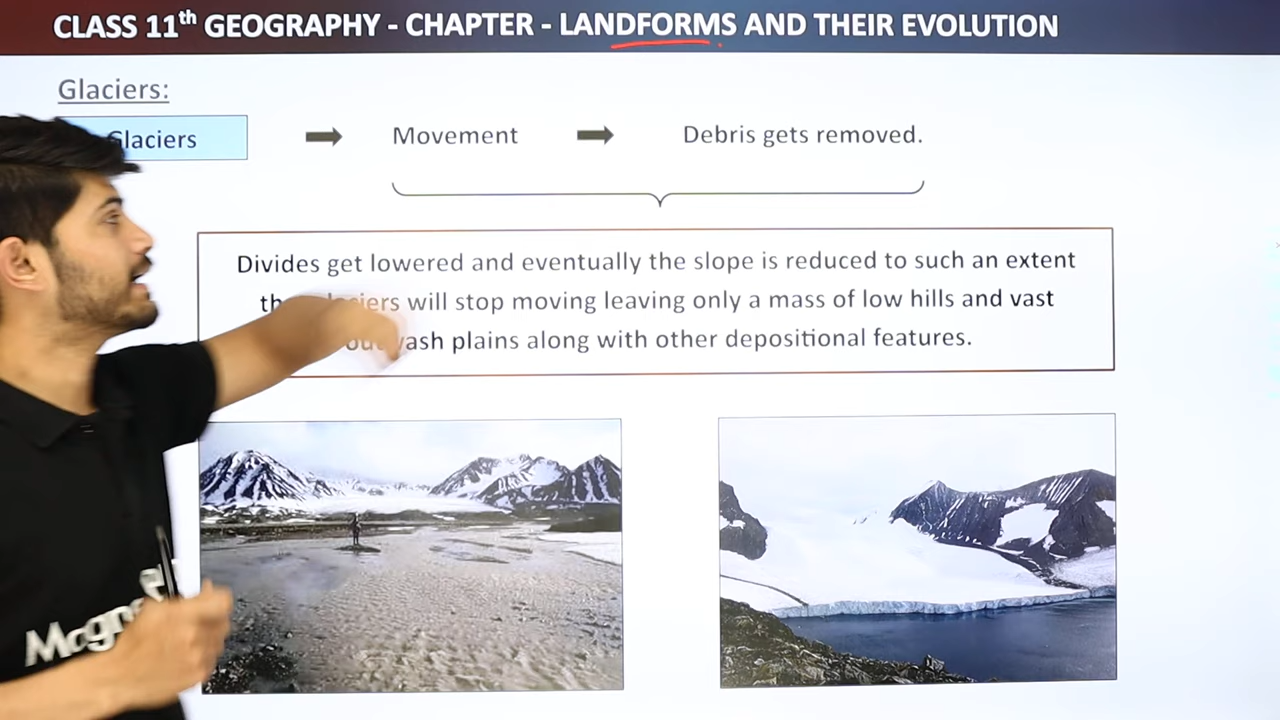 CLASS 11th GEOGRAPHY - CHAPTER - LANDFORMS AND THEIR EVOLUTION
Glaciers:
Glaciers
Movement
Debris gets removed.
Divides get lowered and eventually the slope is reduced to such an extent
will stop moving leaving only a mass of low hills and vast
plains along with other depositional features.